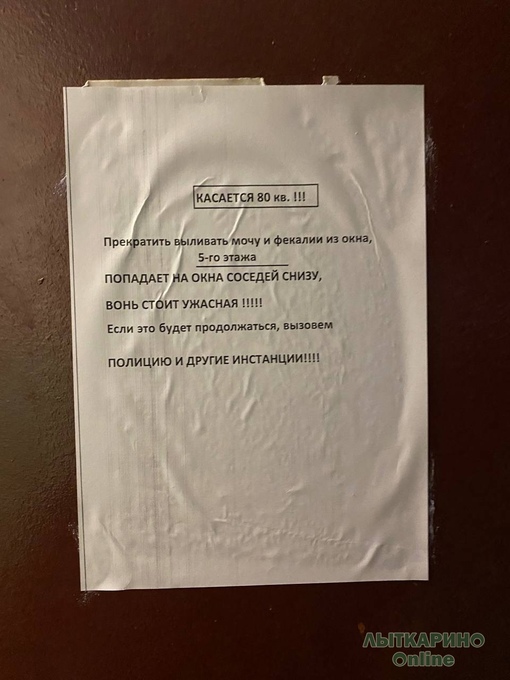 КАСАЕТСЯ 80 кв. !!!
Прекратить выливать мочу и фекалии из окна,
5-го этажа
ПОПАДАЕТ НА ОКНА СОСЕДЕЙ СНИЗУ,
ВОНЬ СТОИТ УЖАСНАЯ !!!!!
Если это будет продолжаться, вызовем
ПОЛИЦИЮ И ДРУГИЕ ИНСТАНЦИИ!!!!
ЛЫТКАРИНО
Online